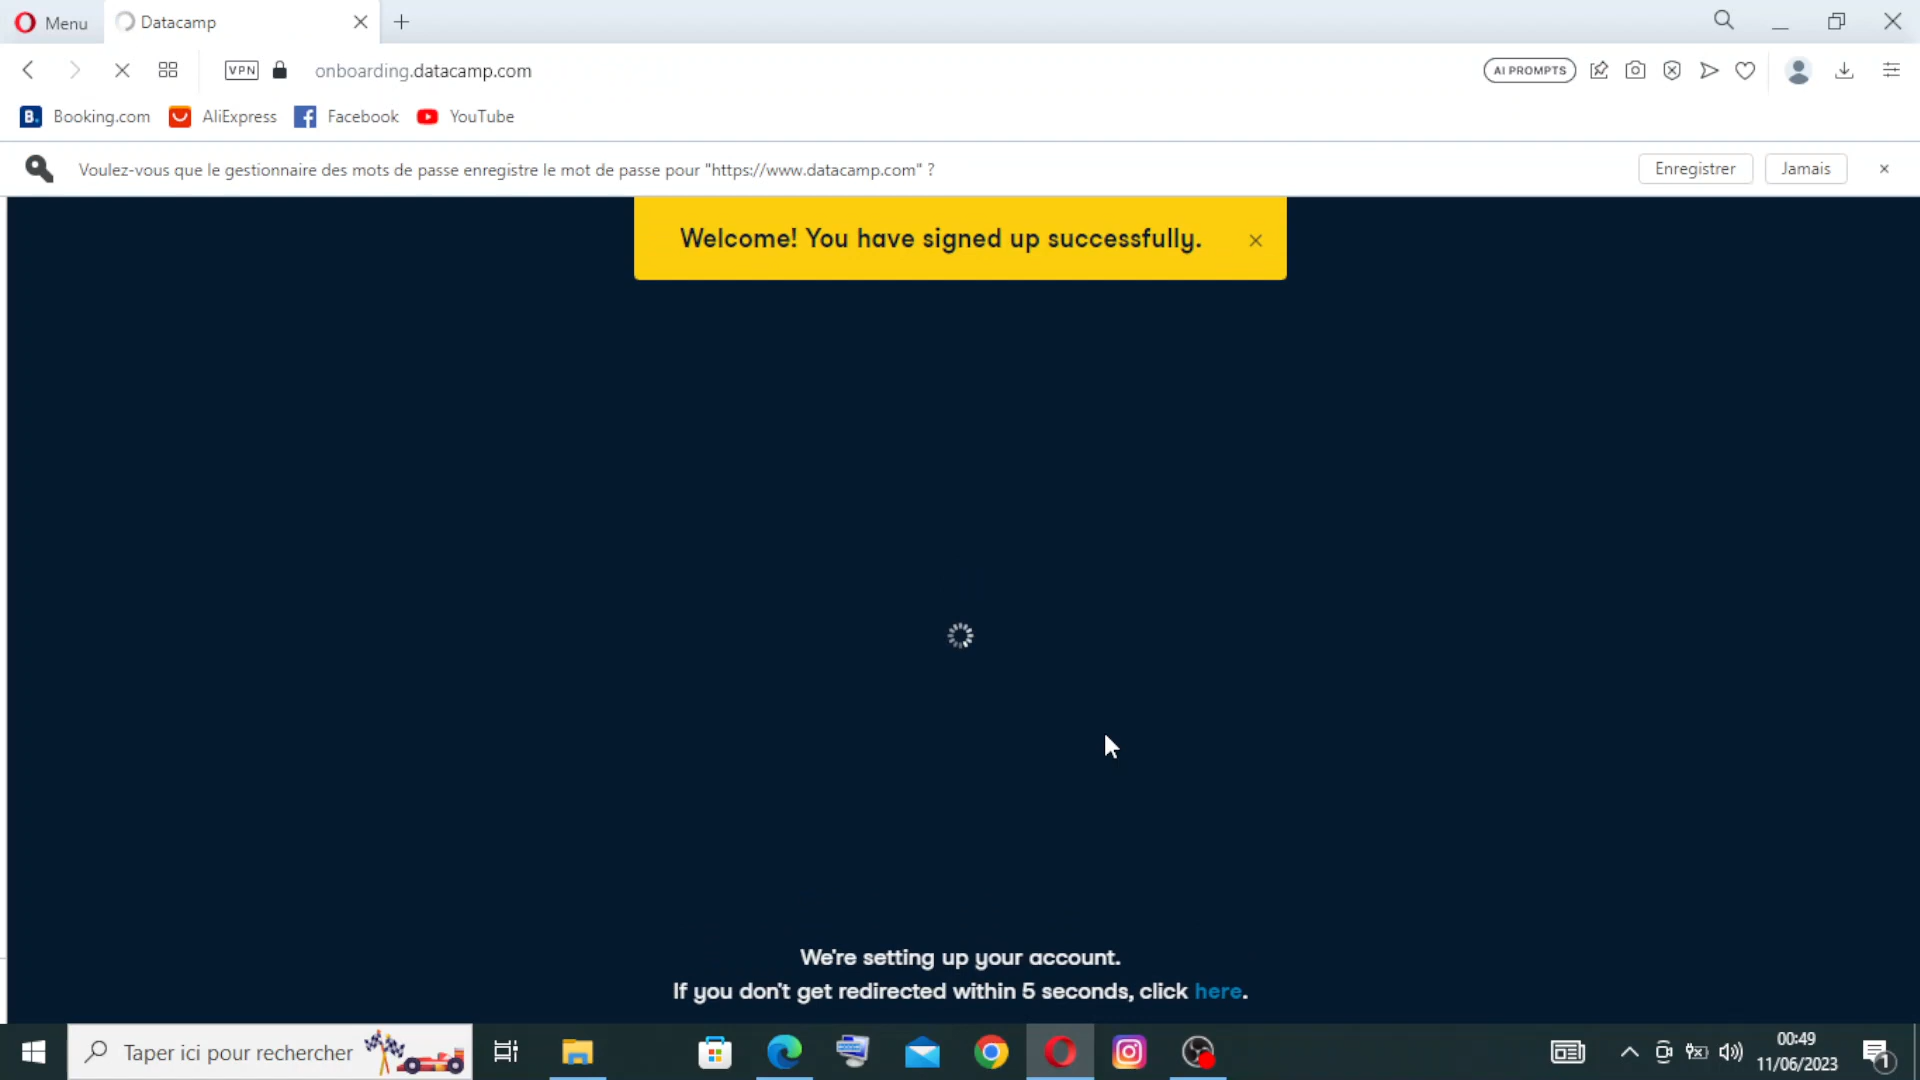 Menu
Datacamp
VPN
onboarding.datacamp.com
AI PROMPTS
B.
Booking.com
AliExpress
Facebook
YouTube
Voulez-vous que le gestionnaire des mots de passe enregistre le mot de passe pour "https://www.datacamp.com" ?
Enregistrer
Jamais
Welcome! You have signed up successfully.
We're setting up your account.
If you don't get redirected within 5 seconds, click here.
Taper ici pour rechercher
00:49
11/06/2023
1